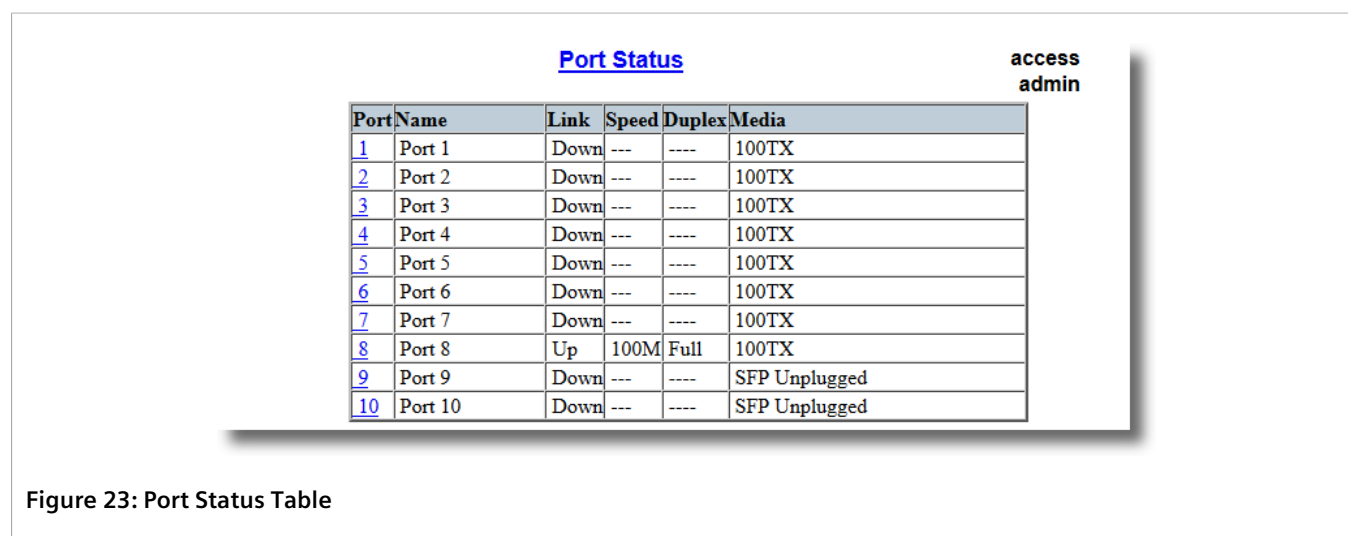 Port Status
access
admin
Port Name Link Speed Duplex Media
1 Port 1 Down --- ---- 100TX
2 Port 2 Down --- ---- 100TX
3 Port 3 Down --- ---- 100TX
4 Port 4 Down --- ---- 100TX
5 Port 5 Down --- ---- 100TX
6 Port 6 Down --- ---- 100TX
7 Port 7 Down --- ---- 100TX
8 Port 8 Up 100M Full 100TX
9 Port 9 Down --- ---- SFP Unplugged
10 Port 10 Down --- ---- SFP Unplugged
Figure 23: Port Status Table